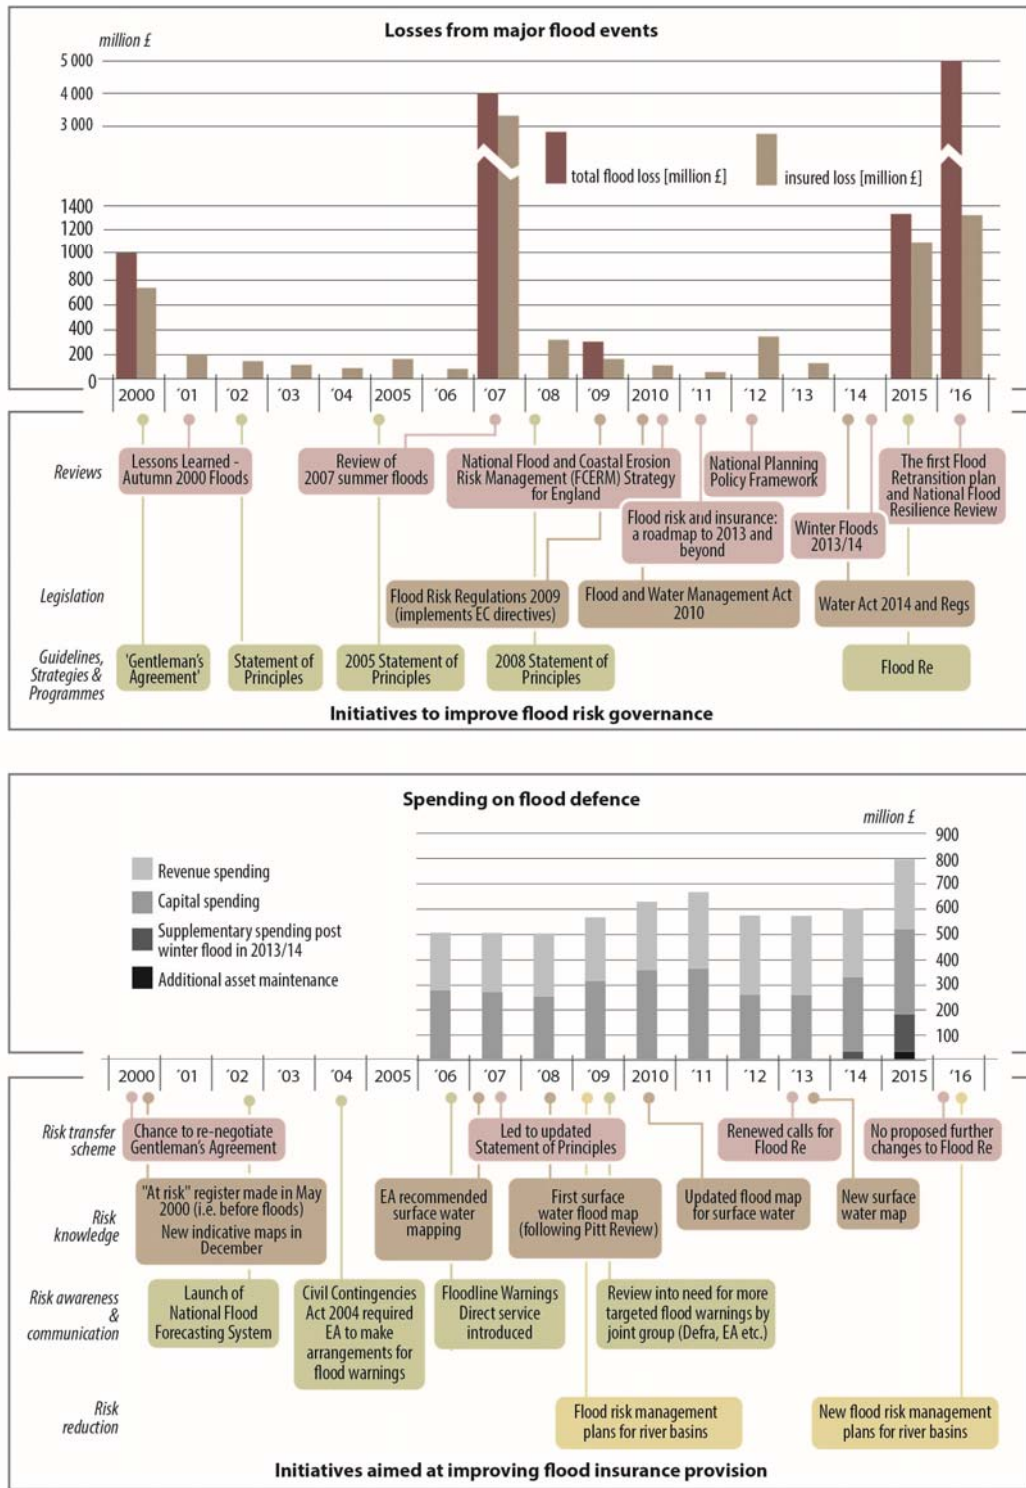 Losses from major flood events
million £
5 000
4 000
3 000
1400
1200
1000
800
600
400
200
0
total flood loss [million £]
insured loss [million £]
2000 ´01 ´02 ´03 ´04 2005 ´06 ´07 ´08 ´09 2010 ´11 ´12 ´13 ´14 2015 ´16
Reviews
Lessons Learned -
Autumn 2000 Floods
Review of
2007 summer floods
National Flood and Coastal Erosion
Risk Management (FCERM) Strategy
for England
Flood risk and insurance:
a roadmap to 2013 and
beyond
National Planning
Policy Framework
Winter Floods
2013/14
The first Flood
Retransition plan
and National Flood
Resilience Review
Legislation
Flood Risk Regulations 2009
(implements EC directives)
Flood and Water Management Act
2010
Water Act 2014 and Regs
Guidelines,
Strategies &
Programmes
'Gentleman's
Agreement'
Statement of
Principles
2005 Statement of
Principles
2008 Statement of
Principles
Flood Re
Initiatives to improve flood risk governance
Spending on flood defence
million £
900
800
700
600
500
400
300
200
100
Revenue spending
Capital spending
Supplementary spending post
winter flood in 2013/14
Additional asset maintenance
2000 ´01 ´02 ´03 ´04 2005 ´06 ´07 ´08 ´09 2010 ´11 ´12 ´13 ´14 2015 ´16
Risk transfer
scheme
Chance to re-negotiate
Gentleman's Agreement
Led to updated
Statement of Principles
Renewed calls for
Flood Re
No proposed further
changes to Flood Re
Risk
knowledge
"At risk" register made in May
2000 (i.e. before floods)
New indicative maps in
December
EA recommended
surface water
mapping
First surface
water flood map
(following Pitt Review)
Updated flood map
for surface water
New surface
water map
Risk awareness
&
communication
Launch of
National Flood
Forecasting System
Civil Contingencies
Act 2004 required
EA to make
arrangements for
flood warnings
Floodline Warnings
Direct service
introduced
Review into need for more
targeted flood warnings by
joint group (Defra, EA etc.)
Risk
reduction
Flood risk management
plans for river basins
New flood risk management
plans for river basins
Initiatives aimed at improving flood insurance provision